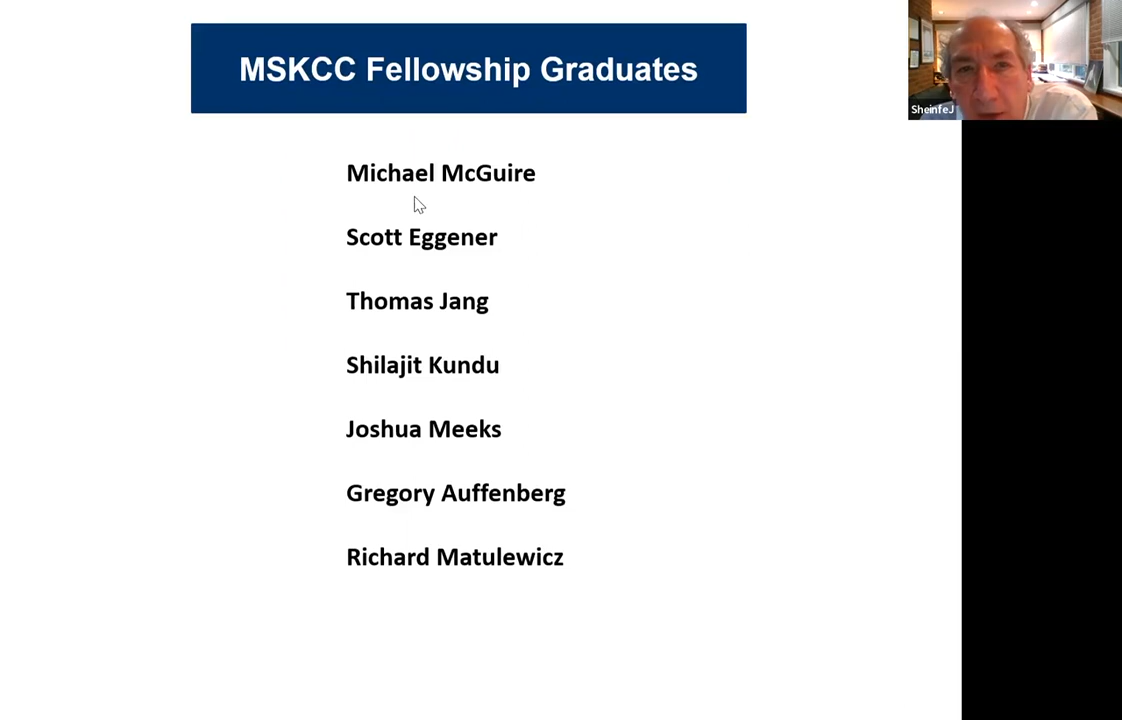 MSKCC Fellowship Graduates
SheinfeJ
Michael McGuire
Scott Eggener
Thomas Jang
Shilajit Kundu
Joshua Meeks
Gregory Auffenberg
Richard Matulewicz